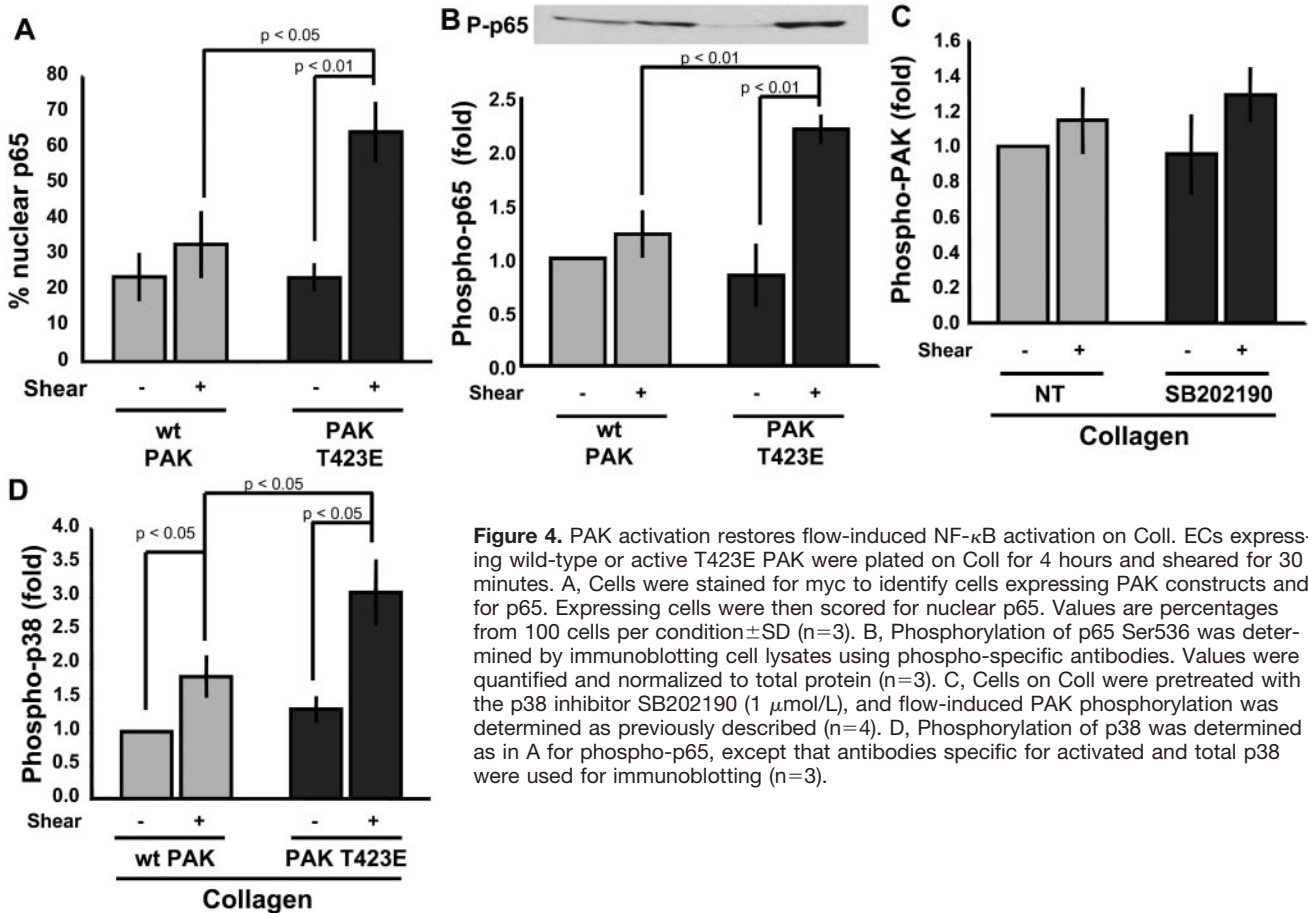 A
p < 0.05
p < 0.01
% nuclear p65
80
70
60
50
40
30
20
10
0
Shear - + - +
wt PAK
PAK T423E
B P-p65
p < 0.01
p < 0.01
Phospho-p65 (fold)
2.5
2.0
1.5
1.0
0.5
0.0
Shear - + - +
wt PAK
PAK T423E
C
Phospho-PAK (fold)
1.6
1.4
1.2
1.0
0.8
0.6
0.4
0.2
0.0
Shear - + - +
NT SB202190
Collagen
D
p < 0.05
p < 0.05
p < 0.05
Phospho-p38 (fold)
4.0
3.5
3.0
2.5
2.0
1.5
1.0
0.5
0.0
Shear - + - +
wt PAK PAK T423E
Collagen
Figure 4. PAK activation restores flow-induced NF-κB activation on Coll. ECs express-
ing wild-type or active T423E PAK were plated on Coll for 4 hours and sheared for 30
minutes. A, Cells were stained for myc to identify cells expressing PAK constructs and
for p65. Expressing cells were then scored for nuclear p65. Values are percentages
from 100 cells per condition±SD (n=3). B, Phosphorylation of p65 Ser536 was deter-
mined by immunoblotting cell lysates using phospho-specific antibodies. Values were
quantified and normalized to total protein (n=3). C, Cells on Coll were pretreated with
the p38 inhibitor SB202190 (1 μmol/L), and flow-induced PAK phosphorylation was
determined as previously described (n=4). D, Phosphorylation of p38 was determined
as in A for phospho-p65, except that antibodies specific for activated and total p38
were used for immunoblotting (n=3).